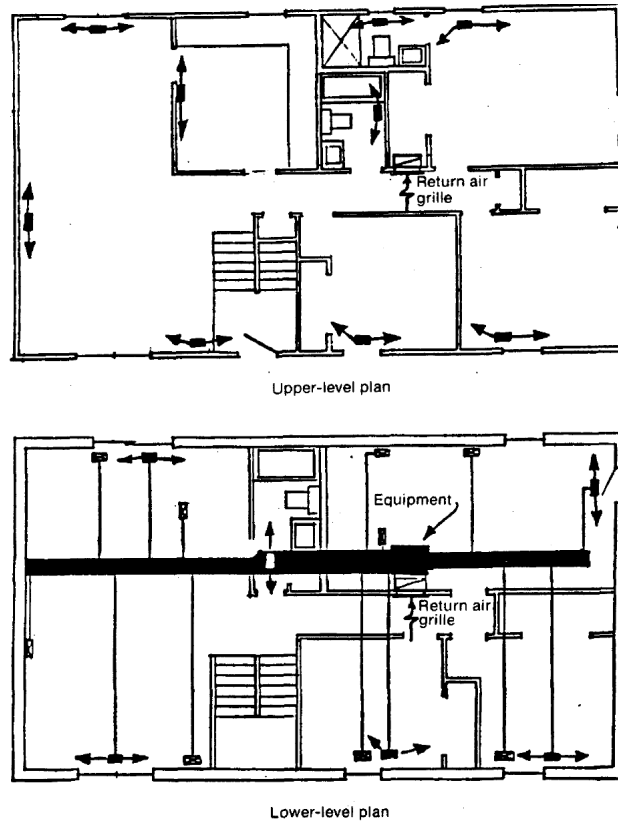 Return air
grille
Upper-level plan
Equipment
Return air
grille
Lower-level plan